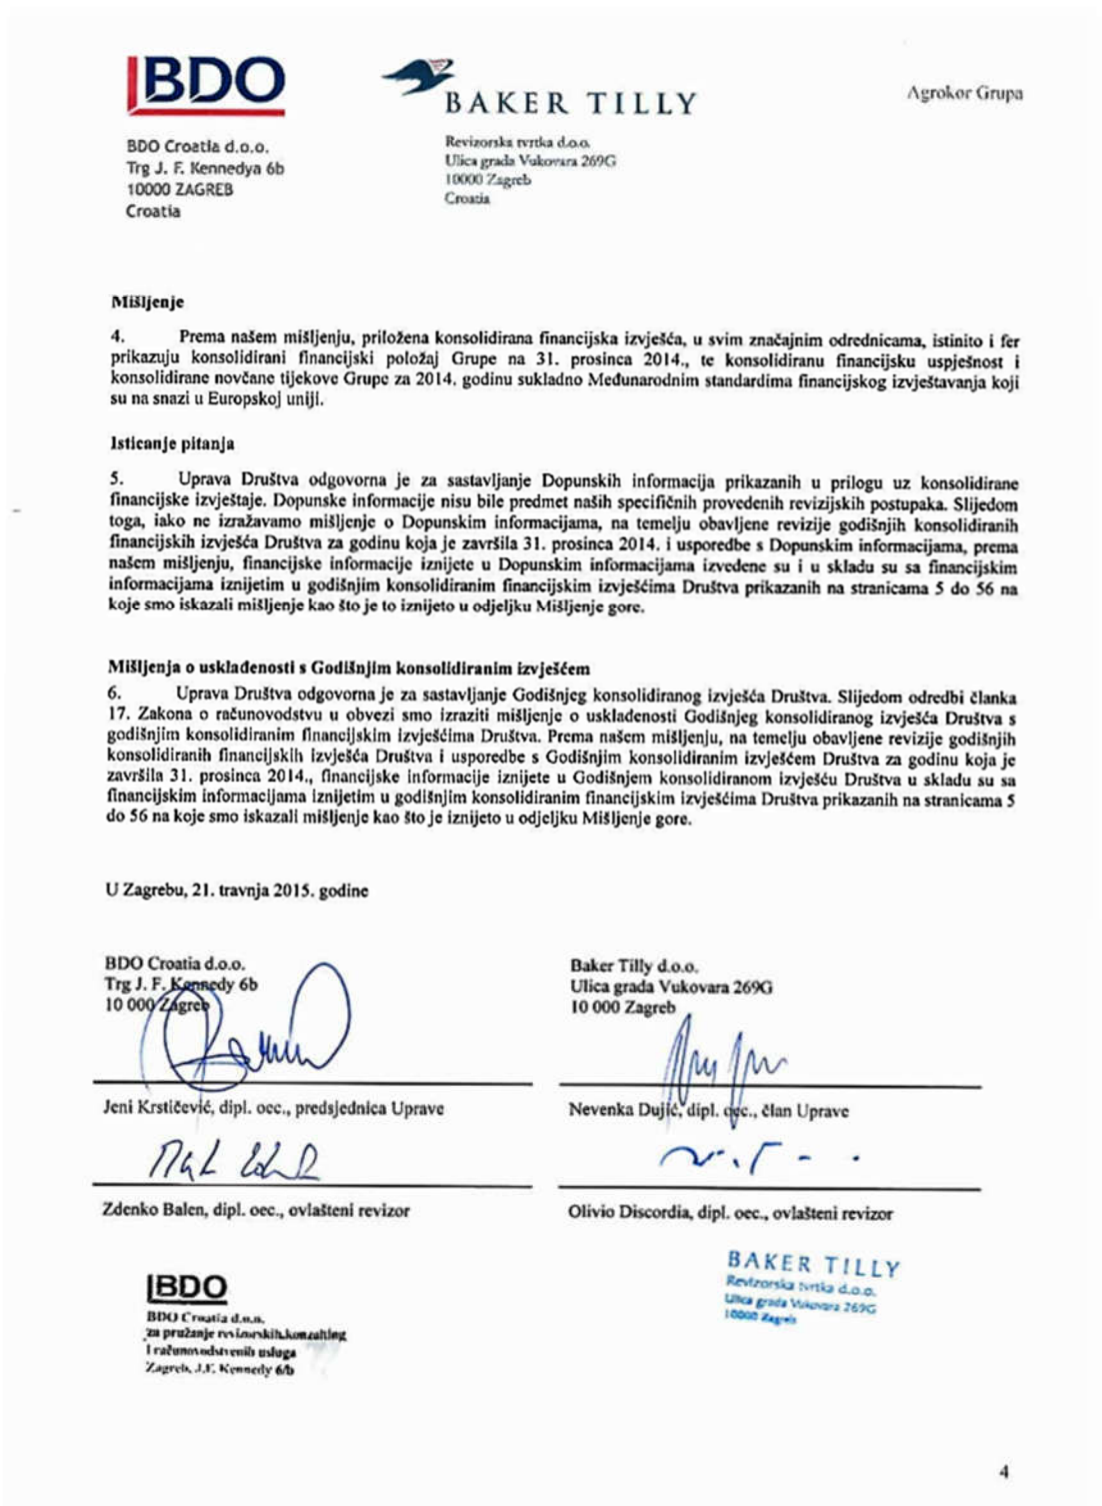 BDO
BDO Croatia d.o.o.
Trg J. F. Kennedya 6b
10000 ZAGREB
Croatia
BAKER TILLY
Revizorska tvrtka d.o.o.
Ulica grada Vukovara 269G
10000 Zagreb
Croatia
Agrokor Grupa
Mišljenje
4. Prema našem mišljenju, priložena konsolidirana financijska izvješća, u svim značajnim odrednicama, istinito i fer
prikazuju konsolidirani financijski položaj Grupe na 31. prosinca 2014., te konsolidiranu financijsku uspješnost i
konsolidirane novčane tijekove Grupe za 2014. godinu sukladno Međunarodnim standardima financijskog izvještavanja koji
su na snazi u Europskoj uniji.
Isticanje pitanja
5. Uprava Društva odgovorna je za sastavljanje Dopunskih informacija prikazanih u prilogu uz konsolidirane
financijske izvještaje. Dopunske informacije nisu bile predmet naših specifičnih provedenih revizijskih postupaka. Slijedom
toga, iako ne izražavamo mišljenje o Dopunskim informacijama, na temelju obavljene revizije godišnjih konsolidiranih
financijskih izvješća Društva za godinu koja je završila 31. prosinca 2014. i usporedbe s Dopunskim informacijama, prema
našem mišljenju, financijske informacije iznijete u Dopunskim informacijama izvedene su i u skladu su sa financijskim
informacijama iznijetim u godišnjim konsolidiranim financijskim izvješćima Društva prikazanih na stranicama 5 do 56 na
koje smo iskazali mišljenje kao što je to iznijeto u odjeljku Mišljenje gore.
Mišljenja o usklađenosti s Godišnjim konsolidiranim izvješćem
6. Uprava Društva odgovorna je za sastavljanje Godišnjeg konsolidiranog izvješća Društva. Slijedom odredbi članka
17. Zakona o računovodstvu u obvezi smo izraziti mišljenje o usklađenosti Godišnjeg konsolidiranog izvješća Društva s
godišnjim konsolidiranim financijskim izvješćima Društva. Prema našem mišljenju, na temelju obavljene revizije godišnjih
konsolidiranih financijskih izvješća Društva i usporedbe s Godišnjim konsolidiranim izvješćem Društva za godinu koja je
završila 31. prosinca 2014., financijske informacije iznijete u Godišnjem konsolidiranom izvješću Društva u skladu su sa
financijskim informacijama iznijetim u godišnjim konsolidiranim financijskim izvješćima Društva prikazanih na stranicama 5
do 56 na koje smo iskazali mišljenje kao što je iznijeto u odjeljku Mišljenje gore.
U Zagrebu, 21. travnja 2015. godine
BDO Croatia d.o.o.
Trg J. F. Kennedy 6b
10 000 Zagreb
Jeni Krstičević, dipl. oec., predsjednica Uprave
Zdenko Balen, dipl. oec., ovlašteni revizor
Baker Tilly d.o.o.
Ulica grada Vukovara 269G
10 000 Zagreb
Nevenka Dujić, dipl. oec., član Uprave
Olivio Discordia, dipl. oec., ovlašteni revizor
BDO
BDO Croatia d.o.o.
za pružanje revizorskih, konzalting
i računovodstvenih usluga
Zagreb, J.F. Kennedy 6/b
BAKER TILLY
Revizorska tvrtka d.o.o.
Ulica grada Vukovara 269G
10000 Zagreb
4